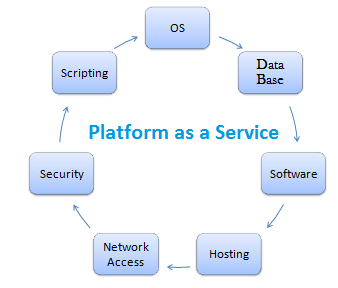 OS
Scripting
Data
Base
Platform as a Service
Security
Software
Network
Access
Hosting